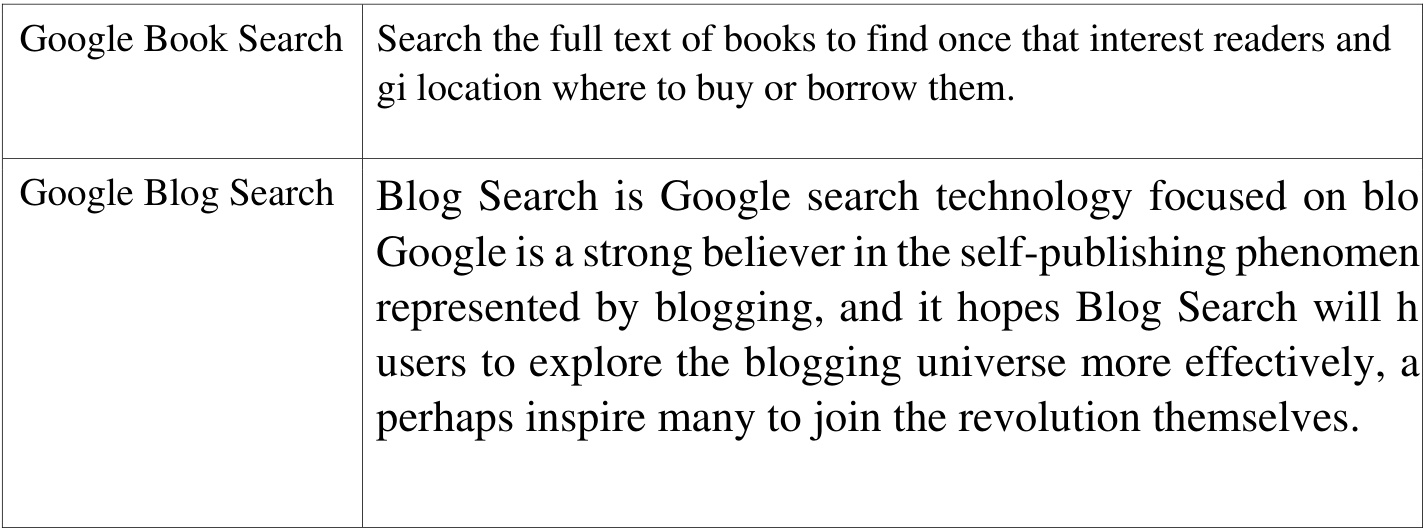 Google Book Search
Search the full text of books to find once that interest readers and
gi location where to buy or borrow them.
Google Blog Search
Blog Search is Google search technology focused on blo
Google is a strong believer in the self-publishing phenomen
represented by blogging, and it hopes Blog Search will h
users to explore the blogging universe more effectively, a
perhaps inspire many to join the revolution themselves.